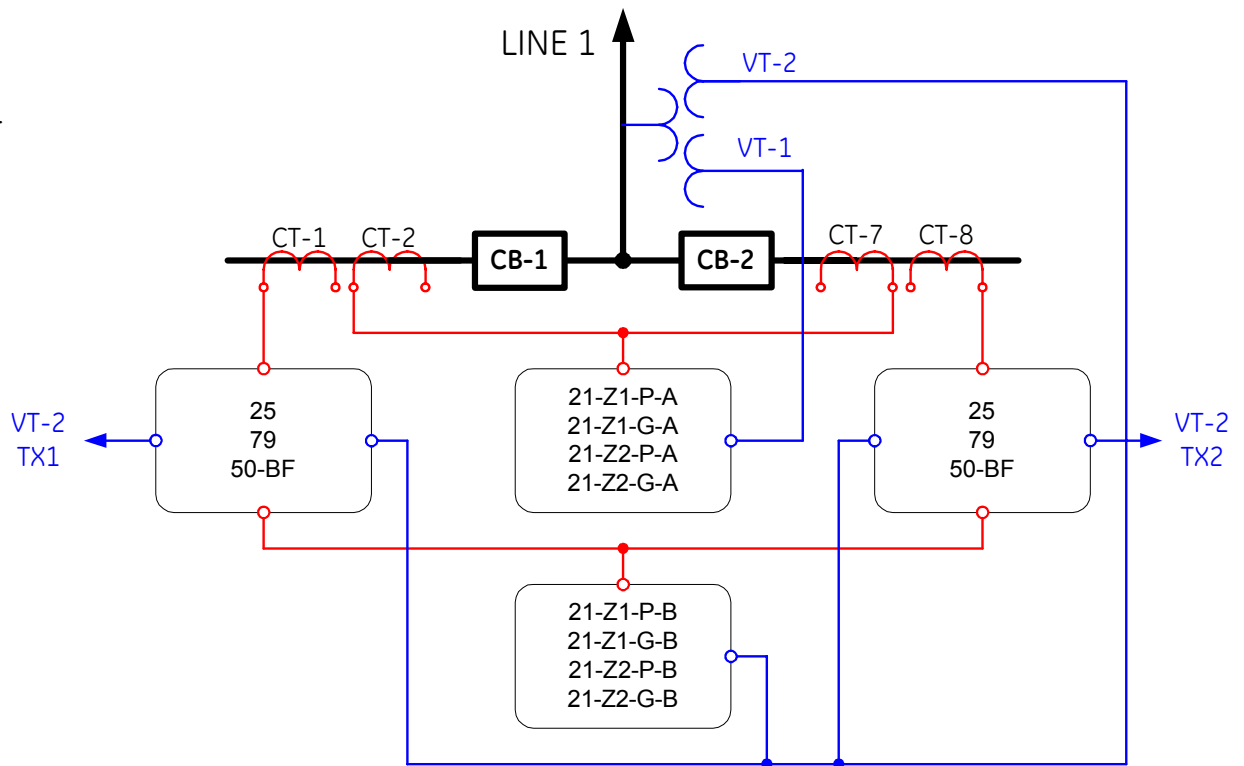 LINE 1
VT-2
VT-1
CT-1
CT-2
CB-1
CB-2
CT-7
CT-8
VT-2
TX1
25
79
50-BF
21-Z1-P-A
21-Z1-G-A
21-Z2-P-A
21-Z2-G-A
25
79
50-BF
VT-2
TX2
21-Z1-P-B
21-Z1-G-B
21-Z2-P-B
21-Z2-G-B